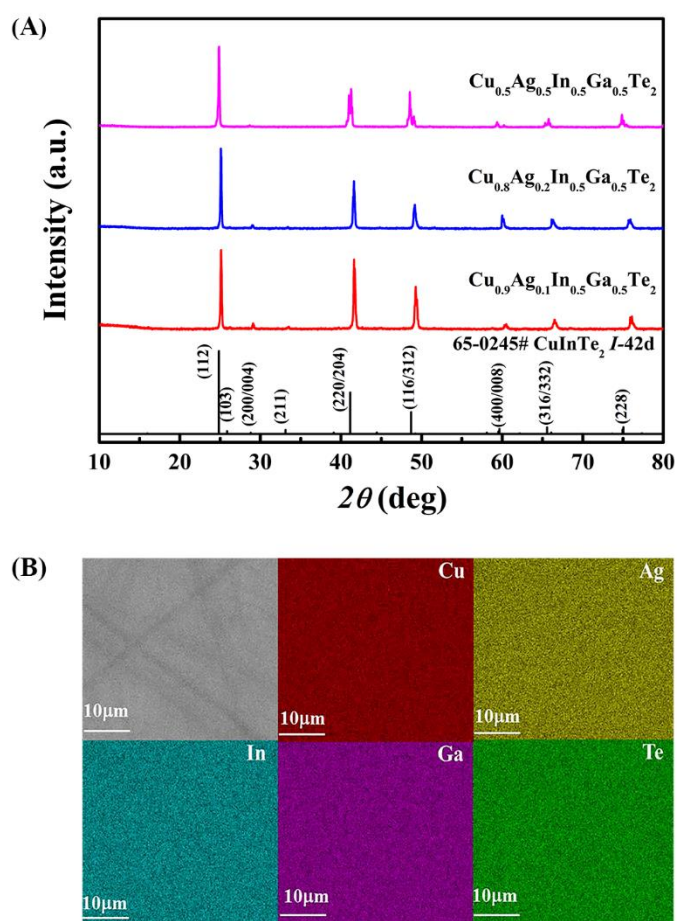 (A)
Intensity (a.u.)
Cu0.5Ag0.5In0.5Ga0.5Te2
Cu0.8Ag0.2In0.5Ga0.5Te2
Cu0.9Ag0.1In0.5Ga0.5Te2
65-0245# CuInTe2 I-42d
(112)
(103)
(200/004)
(211)
(220/204)
(116/312)
(400/008)
(316/332)
(228)
10 20 30 40 50 60 70 80
2θ (deg)
(B)
Cu
Ag
10μm
10μm
10μm
In
Ga
Te
10μm
10μm
10μm